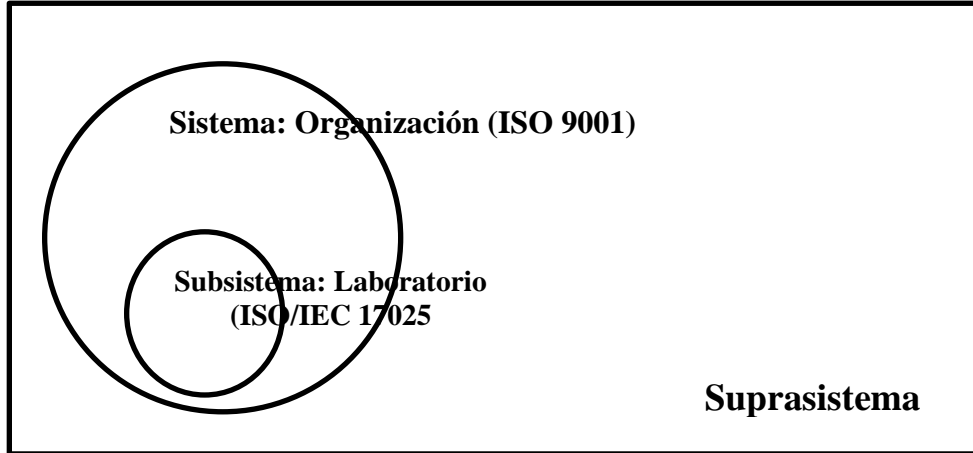 Sistema: Organización (ISO 9001)
Subsistema: Laboratorio
(ISO/IEC 17025
Suprasistema